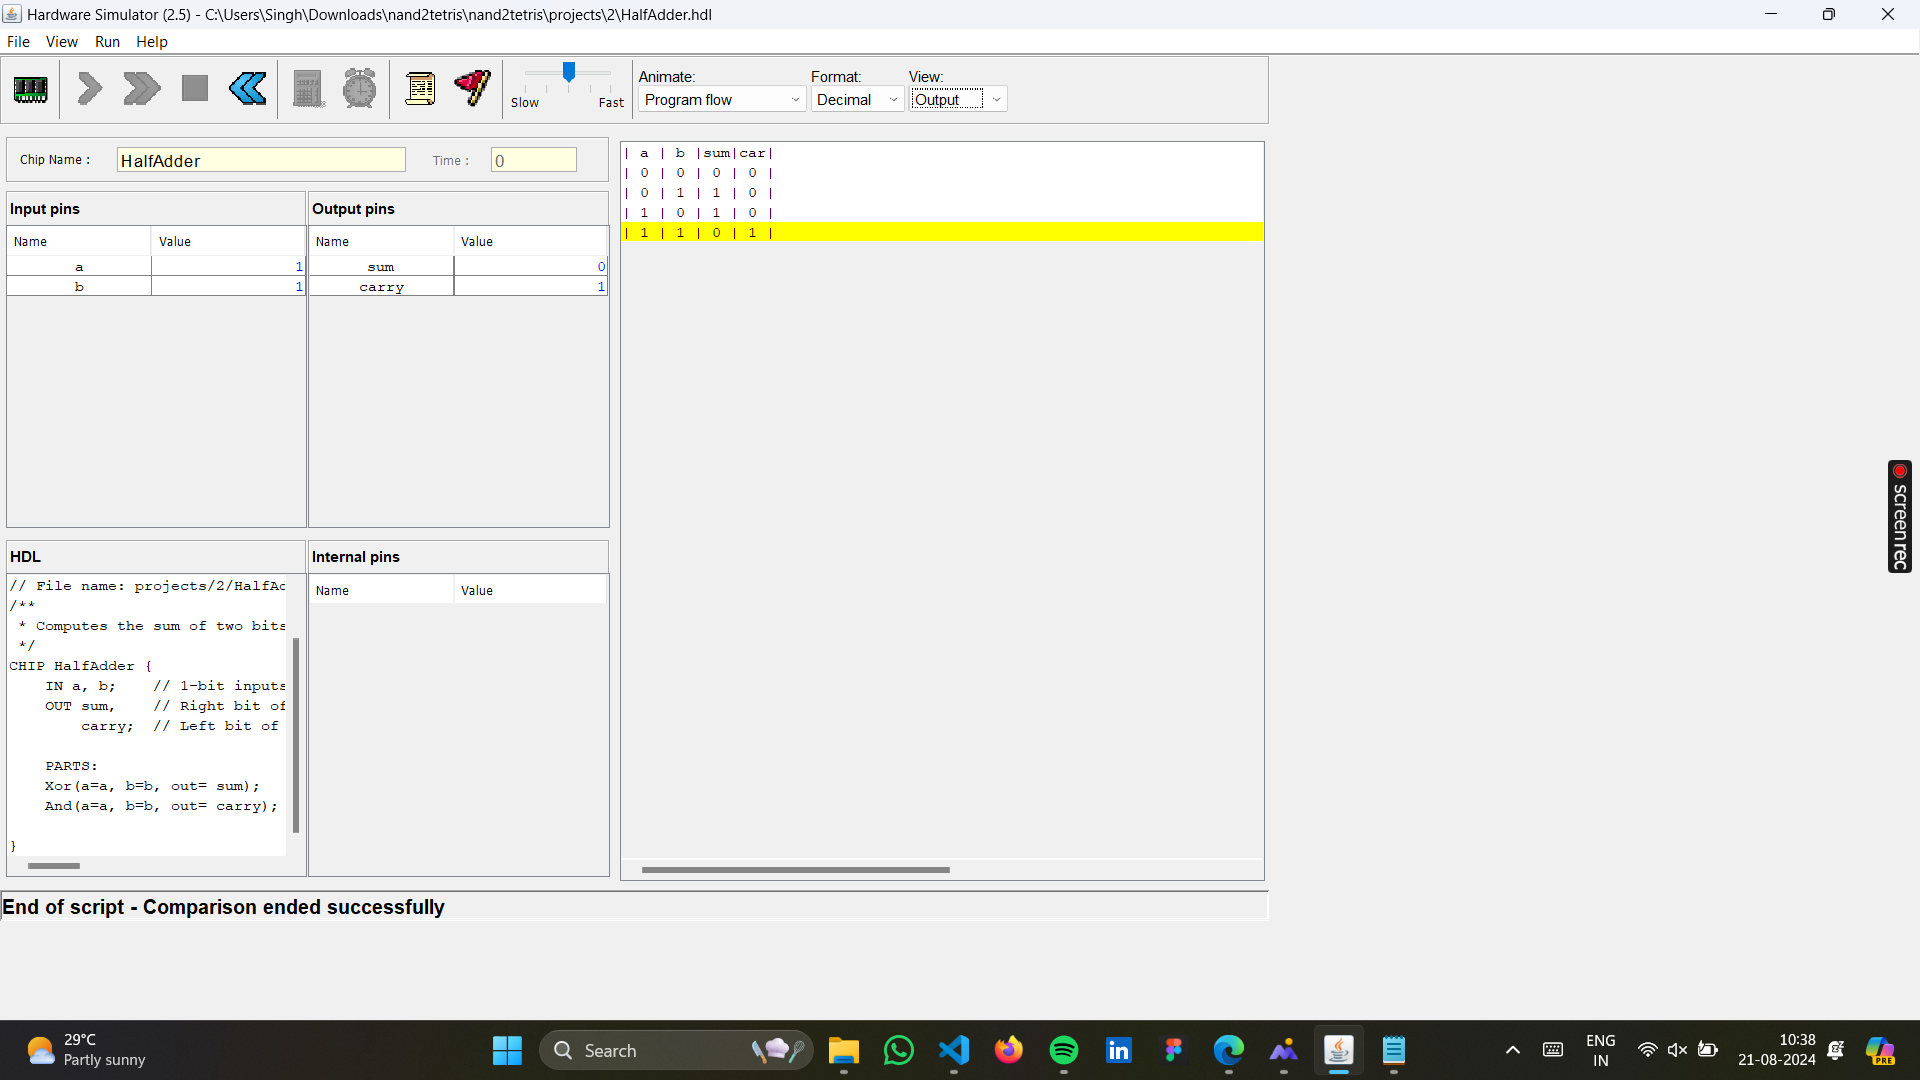 Hardware Simulator (2.5) - C:\Users\Singh\Downloads\nand2tetris\nand2tetris\projects\2\HalfAdder.hdl
File View Run Help
Slow Fast
Animate: Format: View:
Program flow Decimal Output
Chip Name : HalfAdder Time : 0
Input pins
Name Value
a 1
b 1
Output pins
Name Value
sum 0
carry 1
| a | b |sum|car|
| 0 | 0 | 0 | 0 |
| 0 | 1 | 1 | 0 |
| 1 | 0 | 1 | 0 |
| 1 | 1 | 0 | 1 |
HDL
// File name: projects/2/HalfAd
/**
* Computes the sum of two bits
*/
CHIP HalfAdder {
IN a, b; // 1-bit inputs
OUT sum, // Right bit of
carry; // Left bit of
PARTS:
Xor(a=a, b=b, out= sum);
And(a=a, b=b, out= carry);
}
Internal pins
Name Value
End of script - Comparison ended successfully
screenrec
29°C
Partly sunny
Search
in
ENG
IN
10:38
21-08-2024
PRE